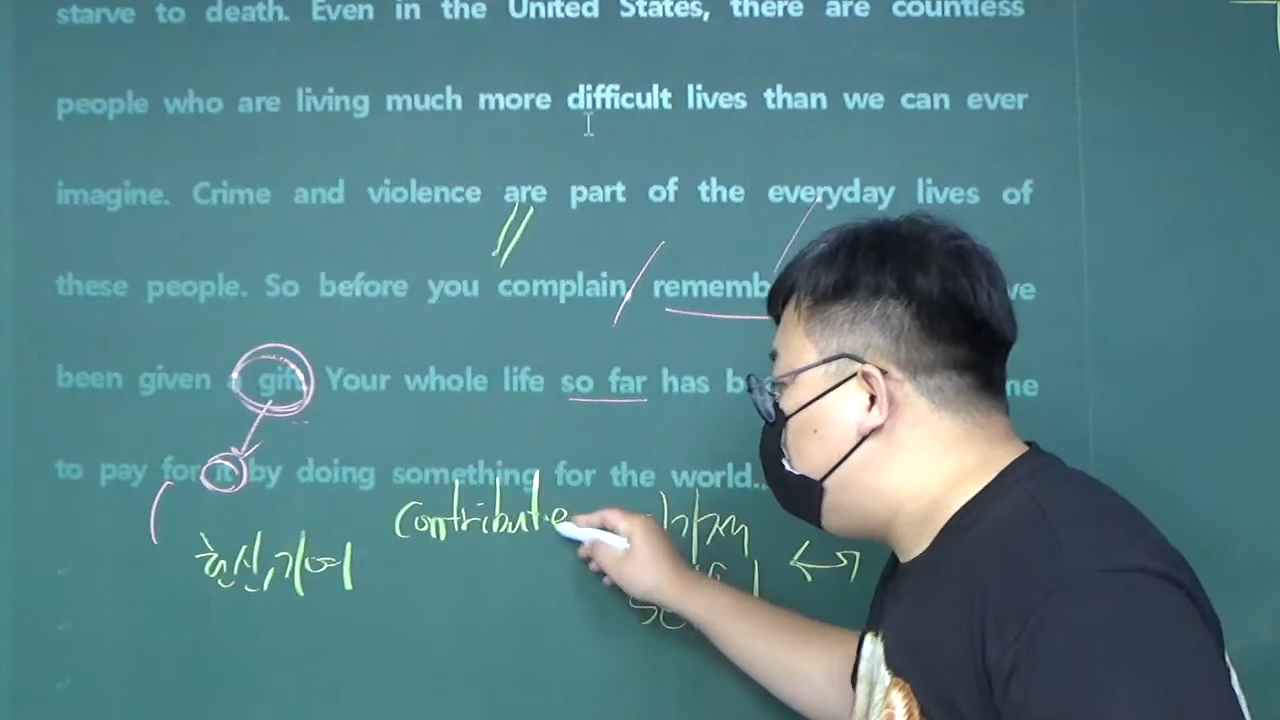 starve to death. Even in the United States, there are countless
people who are living much more difficult lives than we can ever
imagine. Crime and violence are part of the everyday lives of
these people. So before you complain, rememb ve
been given a gift. Your whole life so far has b ne
to pay for it by doing something for the world.
contribute
헌신, 기여